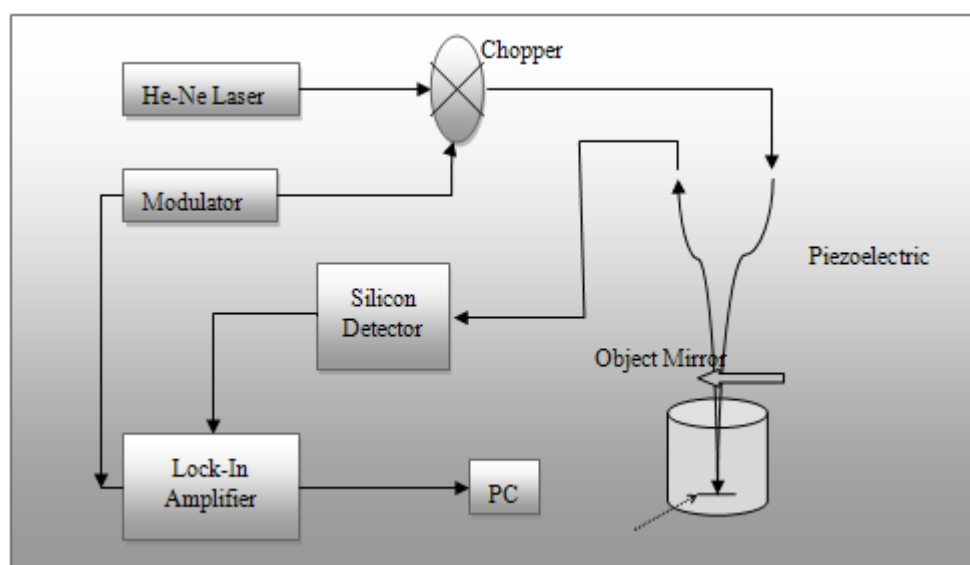 Chopper
He-Ne Laser
Modulator
Piezoelectric
Silicon
Detector
Object Mirror
Lock-In
Amplifier
PC